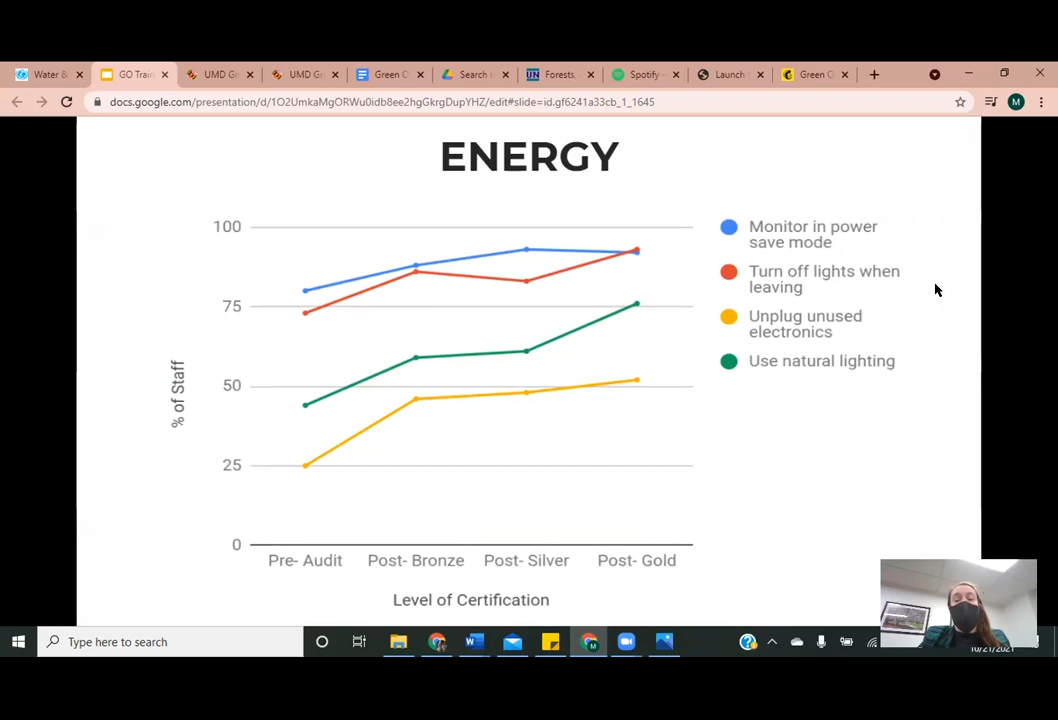 Water &
GO Train
UMD Gr
UMD Gr
Green O
Search r
UN
Forests,
Spotify –
Launch
Green O
docs.google.com/presentation/d/1O2UmkaMgORWu0idb8ee2hgGkrgDupYHZ/edit#slide=id.gf6241a33cb_1_1645
M
ENERGY
100
75
50
25
0
% of Staff
Pre- Audit
Post- Bronze
Post- Silver
Post- Gold
Level of Certification
Monitor in power
save mode
Turn off lights when
leaving
Unplug unused
electronics
Use natural lighting
Type here to search
10/21/2021